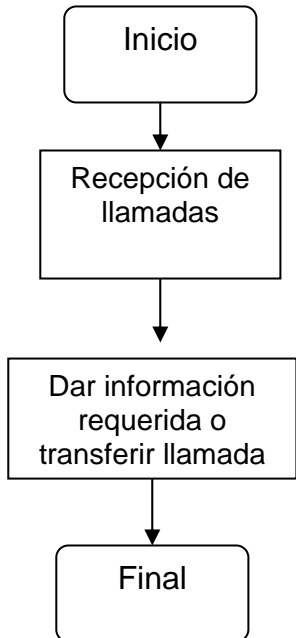 Inicio
Recepción de
llamadas
Dar información
requerida o
transferir llamada
Final